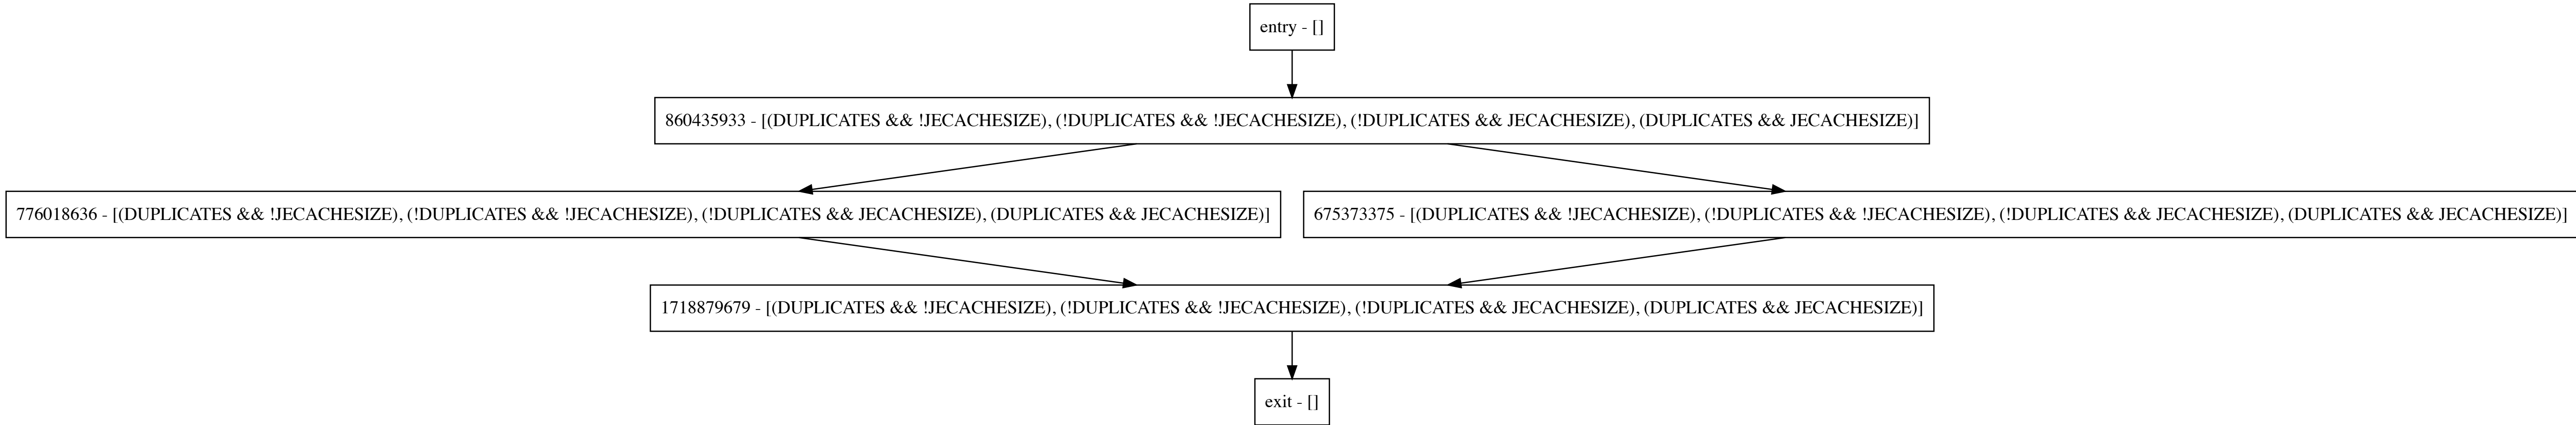 entry - []
860435933 - [(DUPLICATES && !JECACHESIZE), (!DUPLICATES && !JECACHESIZE), (!DUPLICATES && JECACHESIZE), (DUPLICATES && JECACHESIZE)]
776018636 - [(DUPLICATES && !JECACHESIZE), (!DUPLICATES && !JECACHESIZE), (!DUPLICATES && JECACHESIZE), (DUPLICATES && JECACHESIZE)]
675373375 - [(DUPLICATES && !JECACHESIZE), (!DUPLICATES && !JECACHESIZE), (!DUPLICATES && JECACHESIZE), (DUPLICATES && JECACHESIZE)]
1718879679 - [(DUPLICATES && !JECACHESIZE), (!DUPLICATES && !JECACHESIZE), (!DUPLICATES && JECACHESIZE), (DUPLICATES && JECACHESIZE)]
exit - []